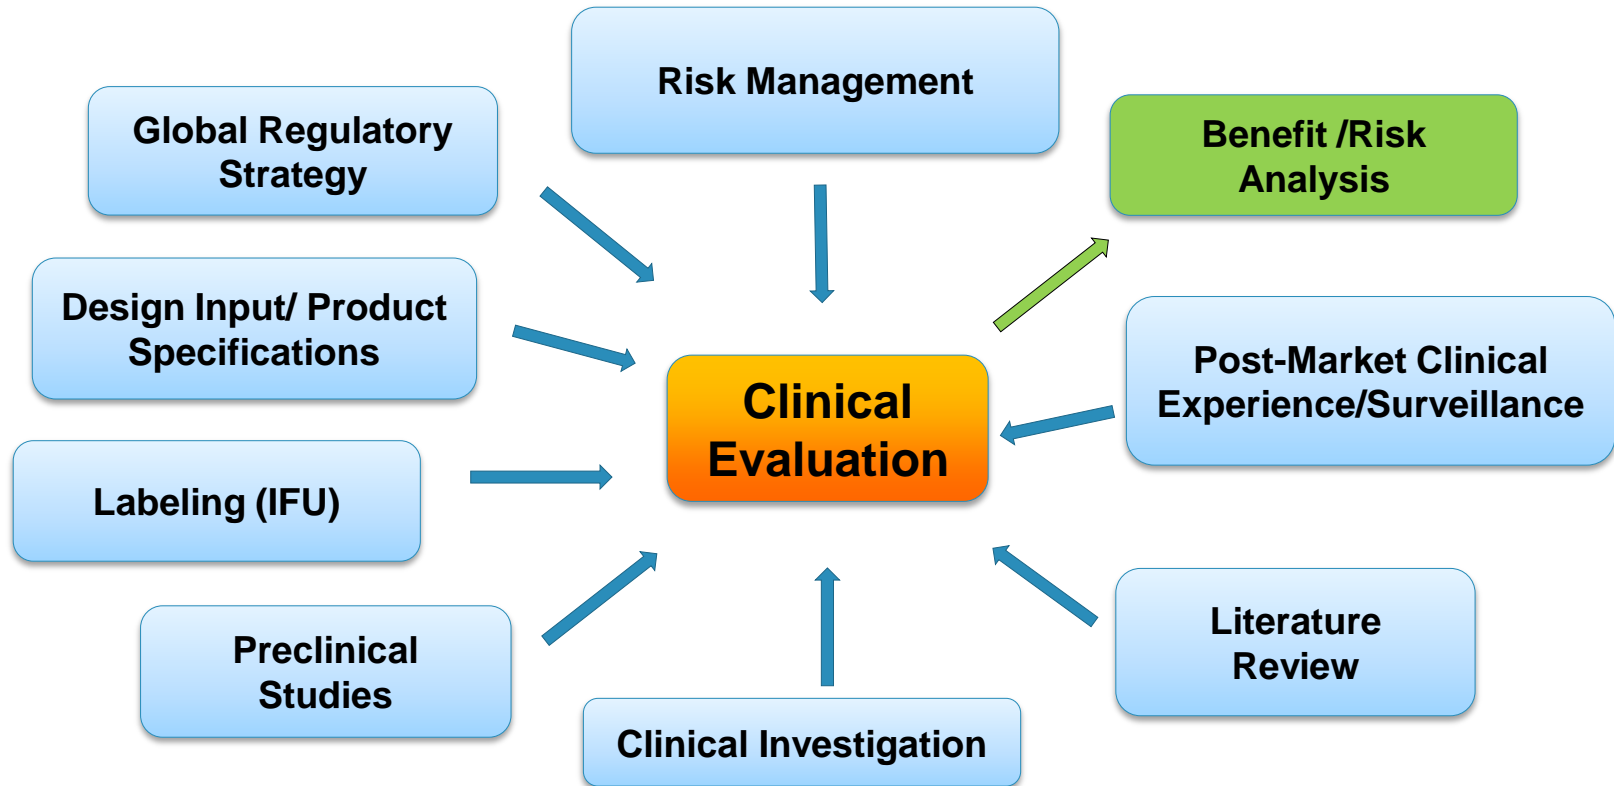 Risk Management
Global Regulatory
Strategy
Benefit /Risk
Analysis
Design Input/ Product
Specifications
Post-Market Clinical
Experience/Surveillance
Clinical
Evaluation
Labeling (IFU)
Literature
Review
Preclinical
Studies
Clinical Investigation